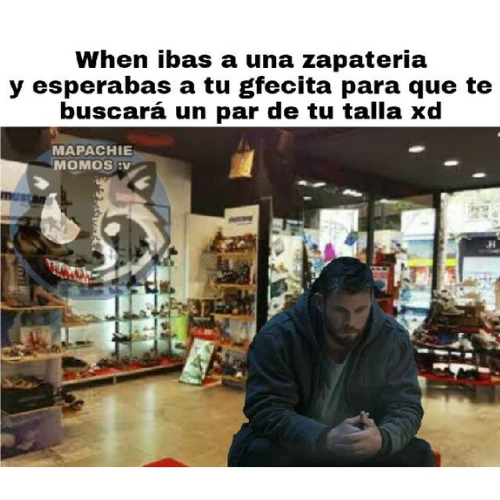 When ibas a una zapateria
y esperabas a tu gfecita para que te
buscará un par de tu talla xd
MAPACHIE
MOMOS :v